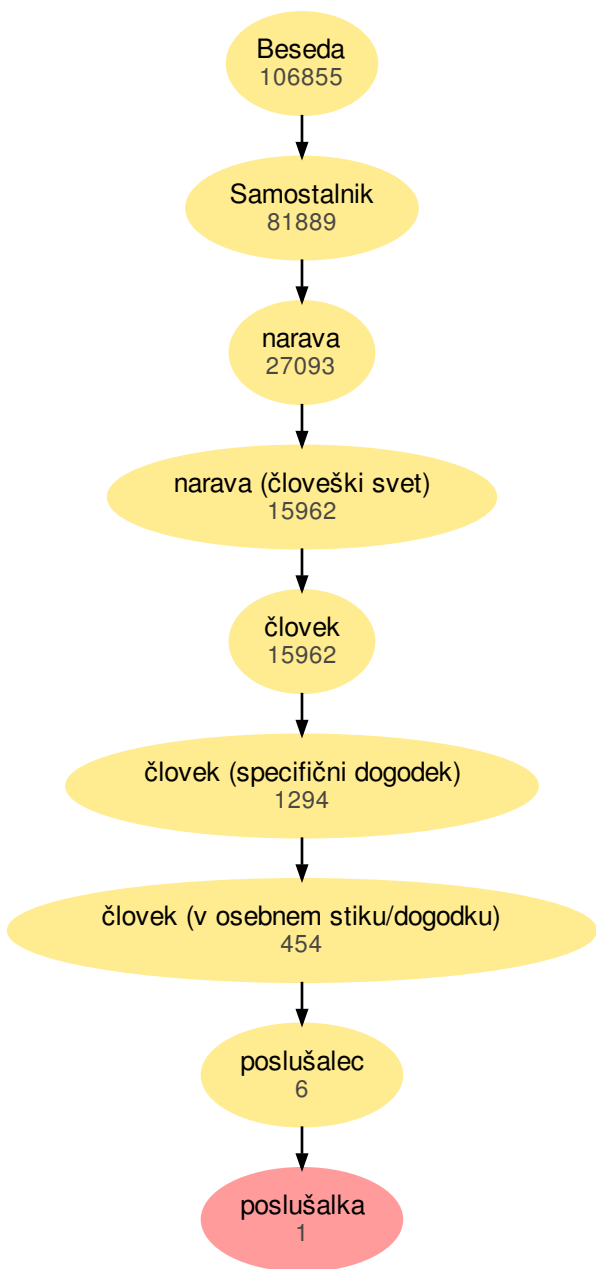 Beseda
106855
Samostalnik
81889
narava
27093
narava (človeški svet)
15962
človek
15962
človek (specifični dogodek)
1294
človek (v osebnem stiku/dogodku)
454
poslušalec
6
poslušalka
1